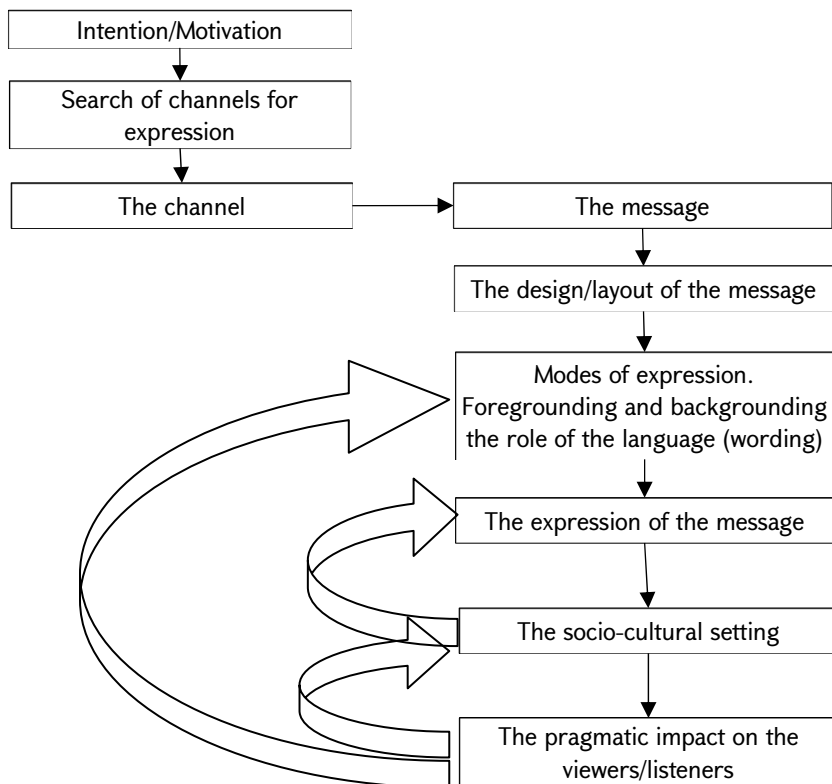 Intention/Motivation
Search of channels for
expression
The channel
The message
The design/layout of the message
Modes of expression.
Foregrounding and backgrounding
the role of the language (wording)
The expression of the message
The socio-cultural setting
The pragmatic impact on the
viewers/listeners